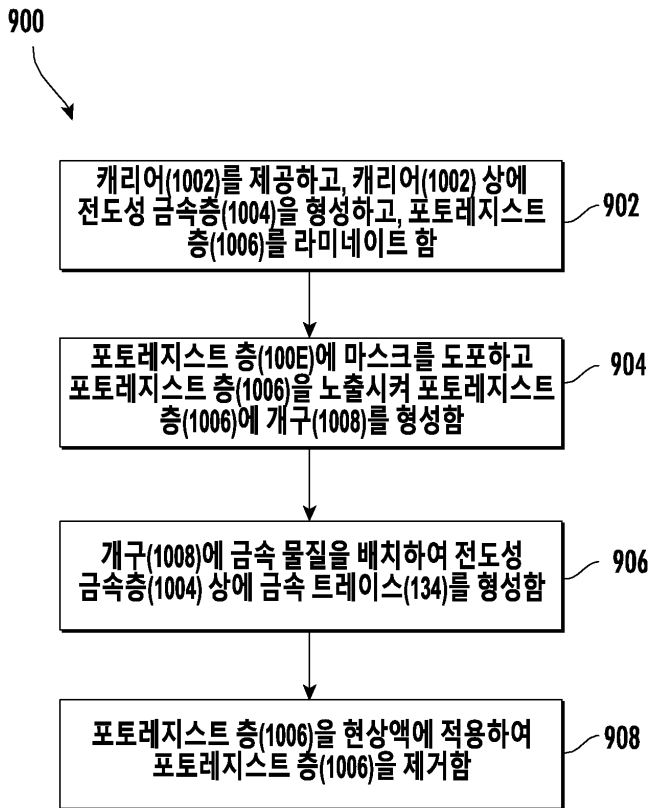 900
캐리어(1002)를 제공하고, 캐리어(1002) 상에
전도성 금속층(1004)을 형성하고, 포토레지스트
층(1006)를 라미네이트 함
902
포토레지스트 층(100E)에 마스크를 도포하고
포토레지스트 층(1006)을 노출시켜 포토레지스트
층(1006)에 개구(1008)를 형성함
904
개구(1008)에 금속 물질을 배치하여 전도성
금속층(1004) 상에 금속 트레이스(134)를 형성함
906
포토레지스트 층(1006)을 현상액에 적용하여
포토레지스트 층(1006)을 제거함
908